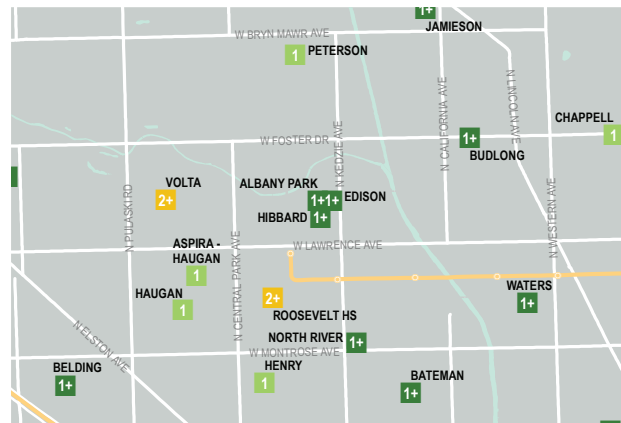 1+
JAMIESON
W BRYN MAWR AVE
1
PETERSON
N LINCOLN AVE
CHAPPELL
1
W FOSTER DR
N KEDZIE AVE
N CALIFORNIA AVE
1+
BUDLONG
VOLTA
2+
ALBANY PARK
1+
1+
EDISON
HIBBARD
1+
N PULASKI RD
N CENTRAL PARK AVE
N WESTERN AVE
W LAWRENCE AVE
ASPIRA -
HAUGAN
1
HAUGAN
1
2+
ROOSEVELT HS
WATERS
1+
N ELSTON AVE
NORTH RIVER
1+
W MONTROSE AVE
BELDING
1+
HENRY
1
BATEMAN
1+